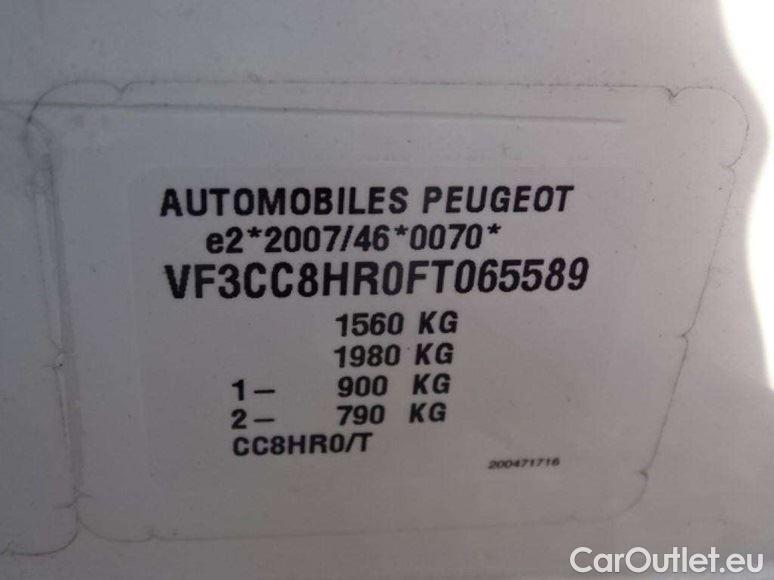 AUTOMOBILES PEUGEOT
e2*2007/46*0070*
VF3CC8HR0FT065589
1560 KG
1980 KG
1- 900 KG
2- 790 KG
CC8HR0/T
200471716
CarOutlet.eu